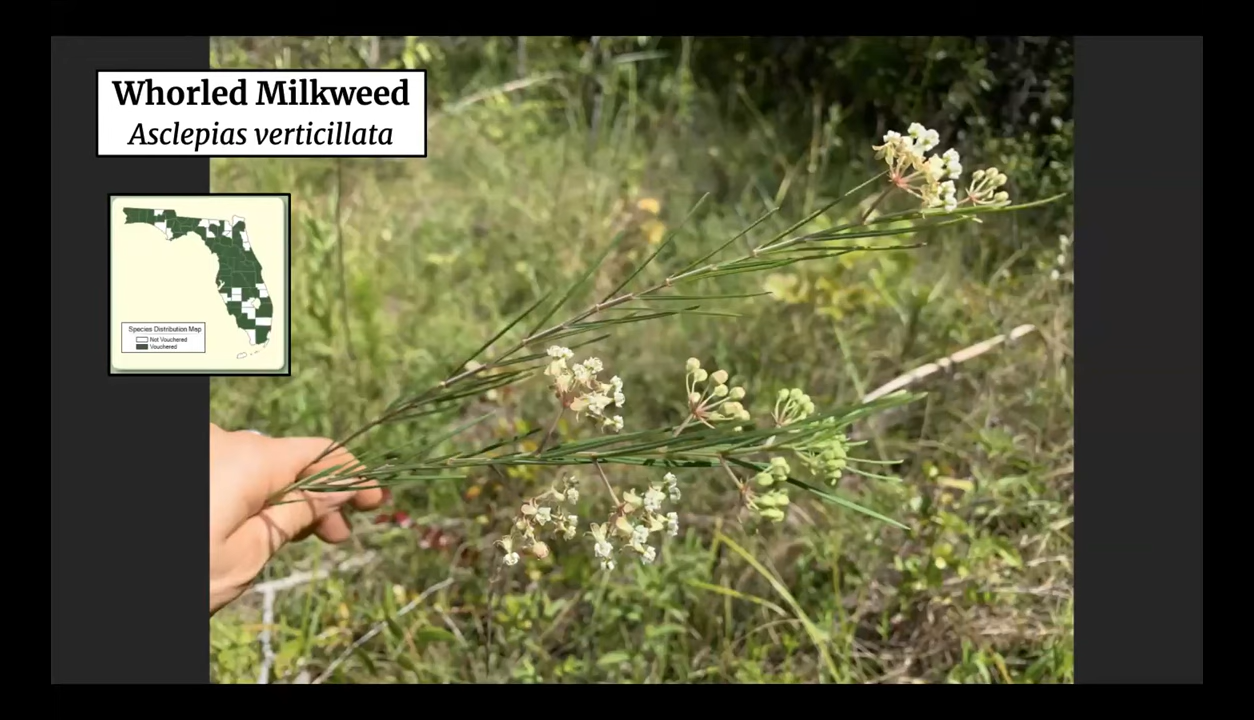 Whorled Milkweed
Asclepias verticillata
Species Distribution Map
Not Vouchered
Vouchered